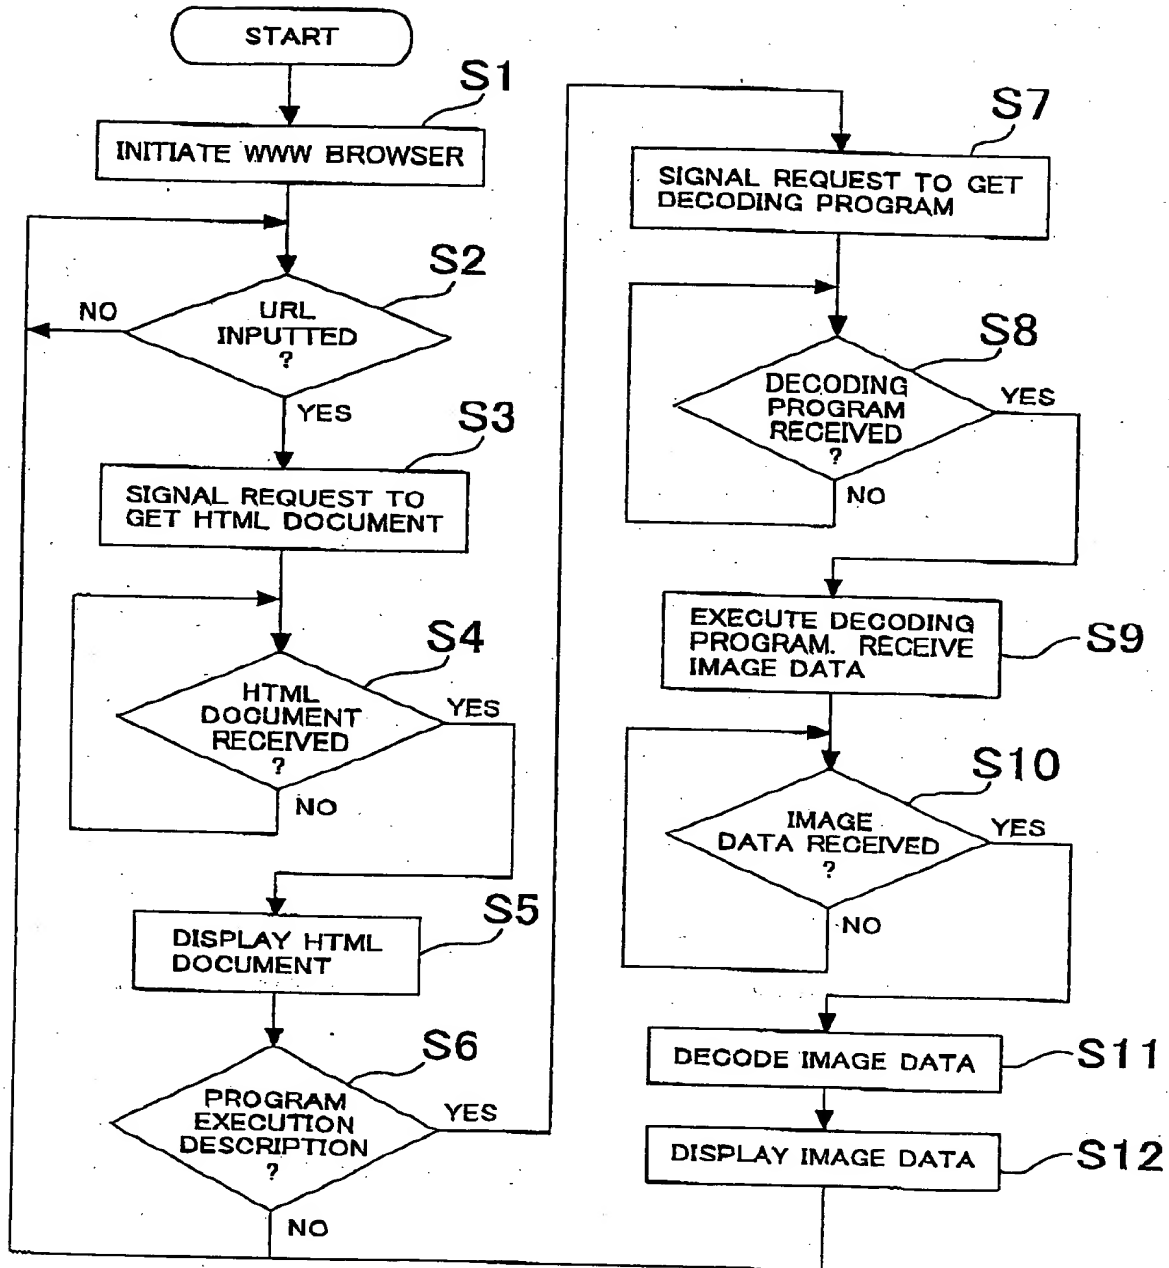 START
S1
INITIATE WWW BROWSER
S2
URL
INPUTTED
?
NO
YES
S3
SIGNAL REQUEST TO
GET HTML DOCUMENT
S4
HTML
DOCUMENT
RECEIVED
?
YES
NO
S5
DISPLAY HTML
DOCUMENT
S6
PROGRAM
EXECUTION
DESCRIPTION
?
YES
NO
S7
SIGNAL REQUEST TO GET
DECODING PROGRAM
S8
DECODING
PROGRAM
RECEIVED
?
YES
NO
S9
EXECUTE DECODING
PROGRAM. RECEIVE
IMAGE DATA
S10
IMAGE
DATA RECEIVED
?
YES
NO
S11
DECODE IMAGE DATA
S12
DISPLAY IMAGE DATA